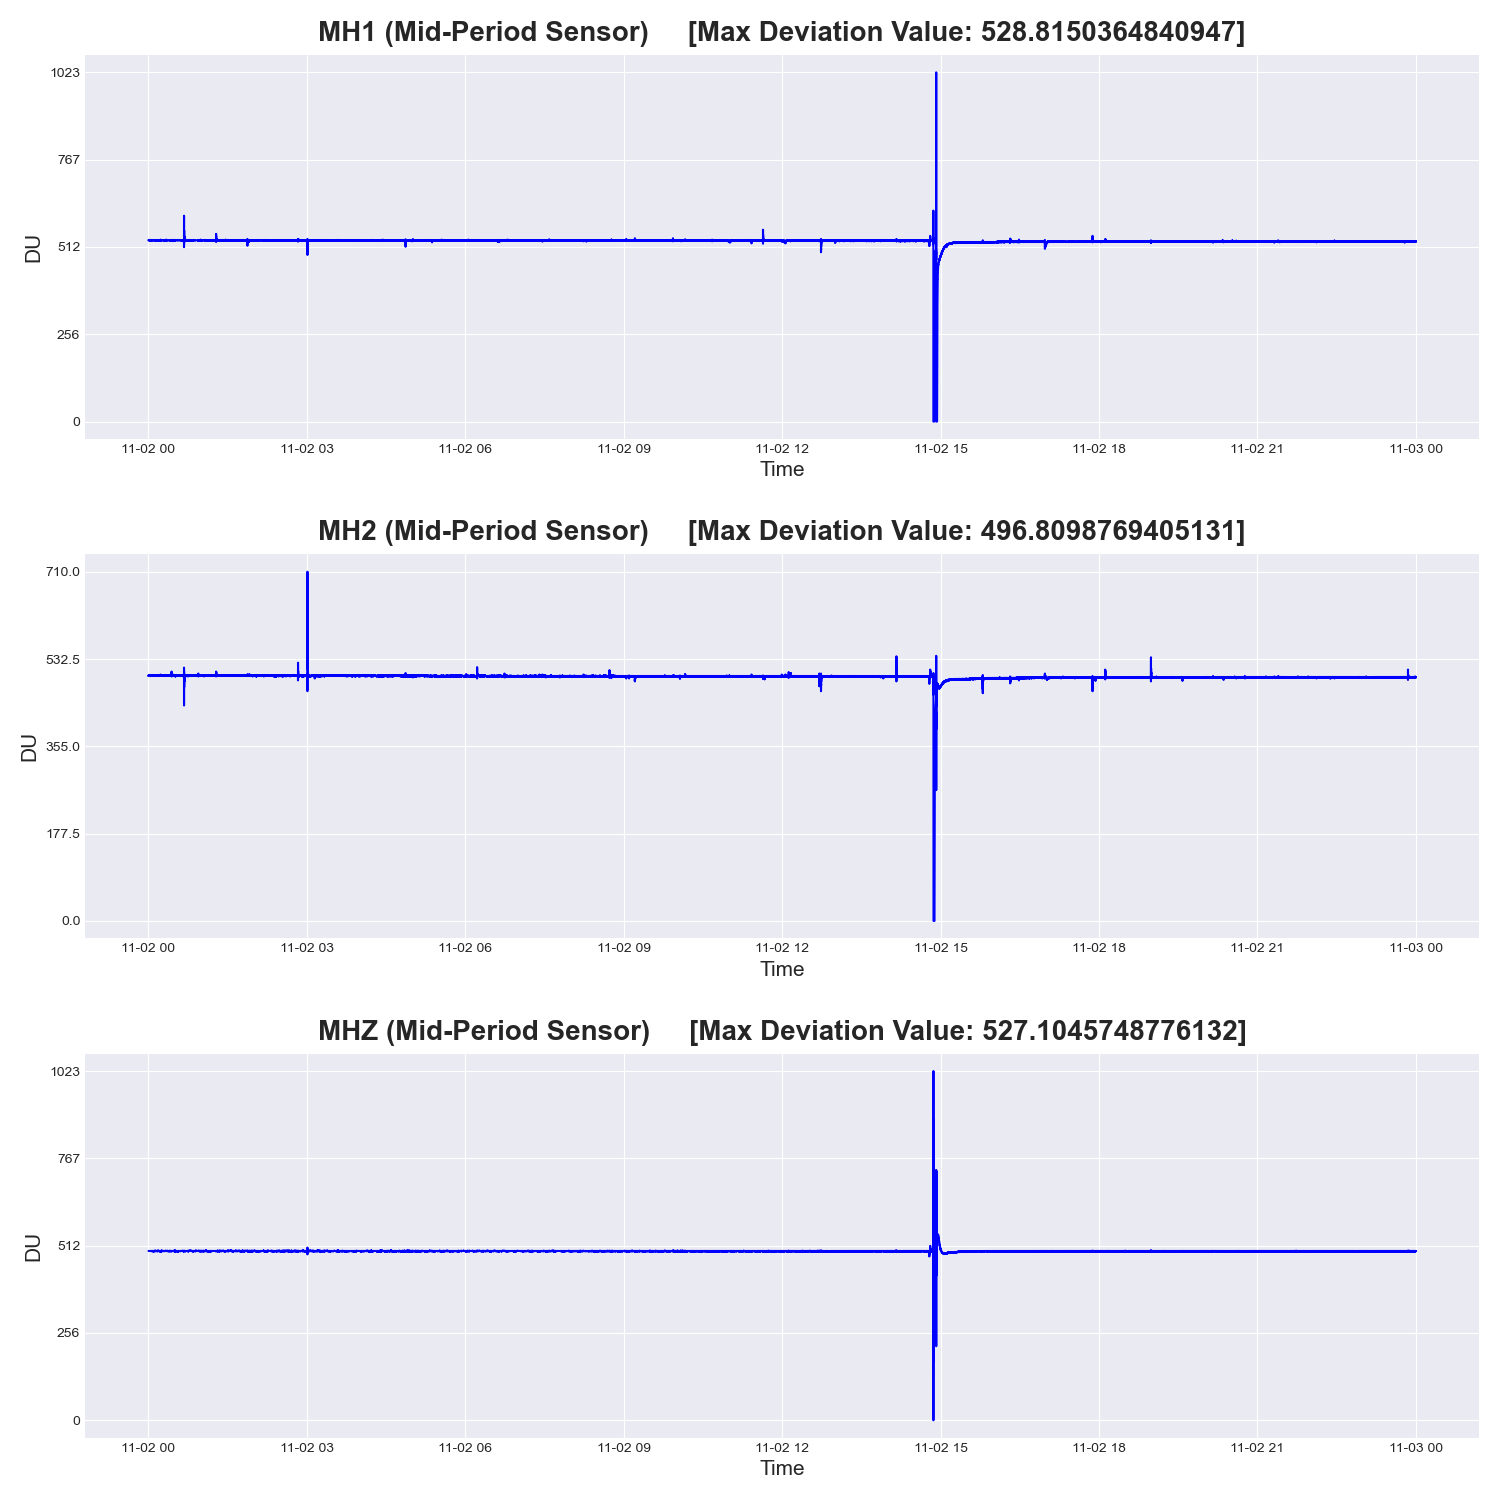 MH1 (Mid-Period Sensor) [Max Deviation Value: 528.8150364840947]
1023
767
512
256
0
DU
11-02 00 11-02 03 11-02 06 11-02 09 11-02 12 11-02 15 11-02 18 11-02 21 11-03 00
Time
MH2 (Mid-Period Sensor) [Max Deviation Value: 496.8098769405131]
710.0
532.5
355.0
177.5
0.0
DU
11-02 00 11-02 03 11-02 06 11-02 09 11-02 12 11-02 15 11-02 18 11-02 21 11-03 00
Time
MHZ (Mid-Period Sensor) [Max Deviation Value: 527.1045748776132]
1023
767
512
256
0
DU
11-02 00 11-02 03 11-02 06 11-02 09 11-02 12 11-02 15 11-02 18 11-02 21 11-03 00
Time